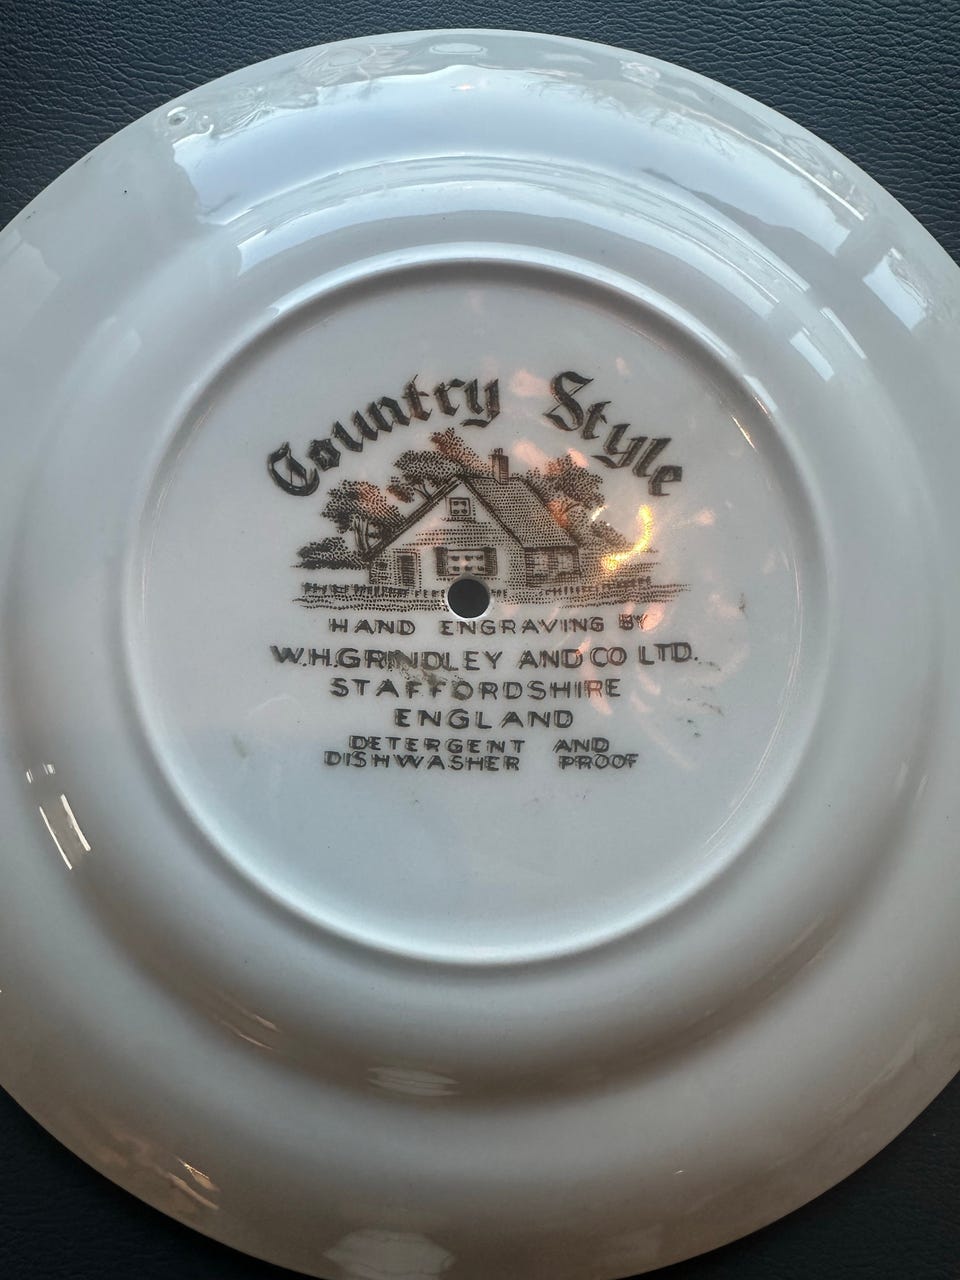 Country Style
HAND ENGRAVING BY
W.H.GRINDLEY AND CO LTD.
STAFFORDSHIRE
ENGLAND
DETERGENT AND
DISHWASHER PROOF